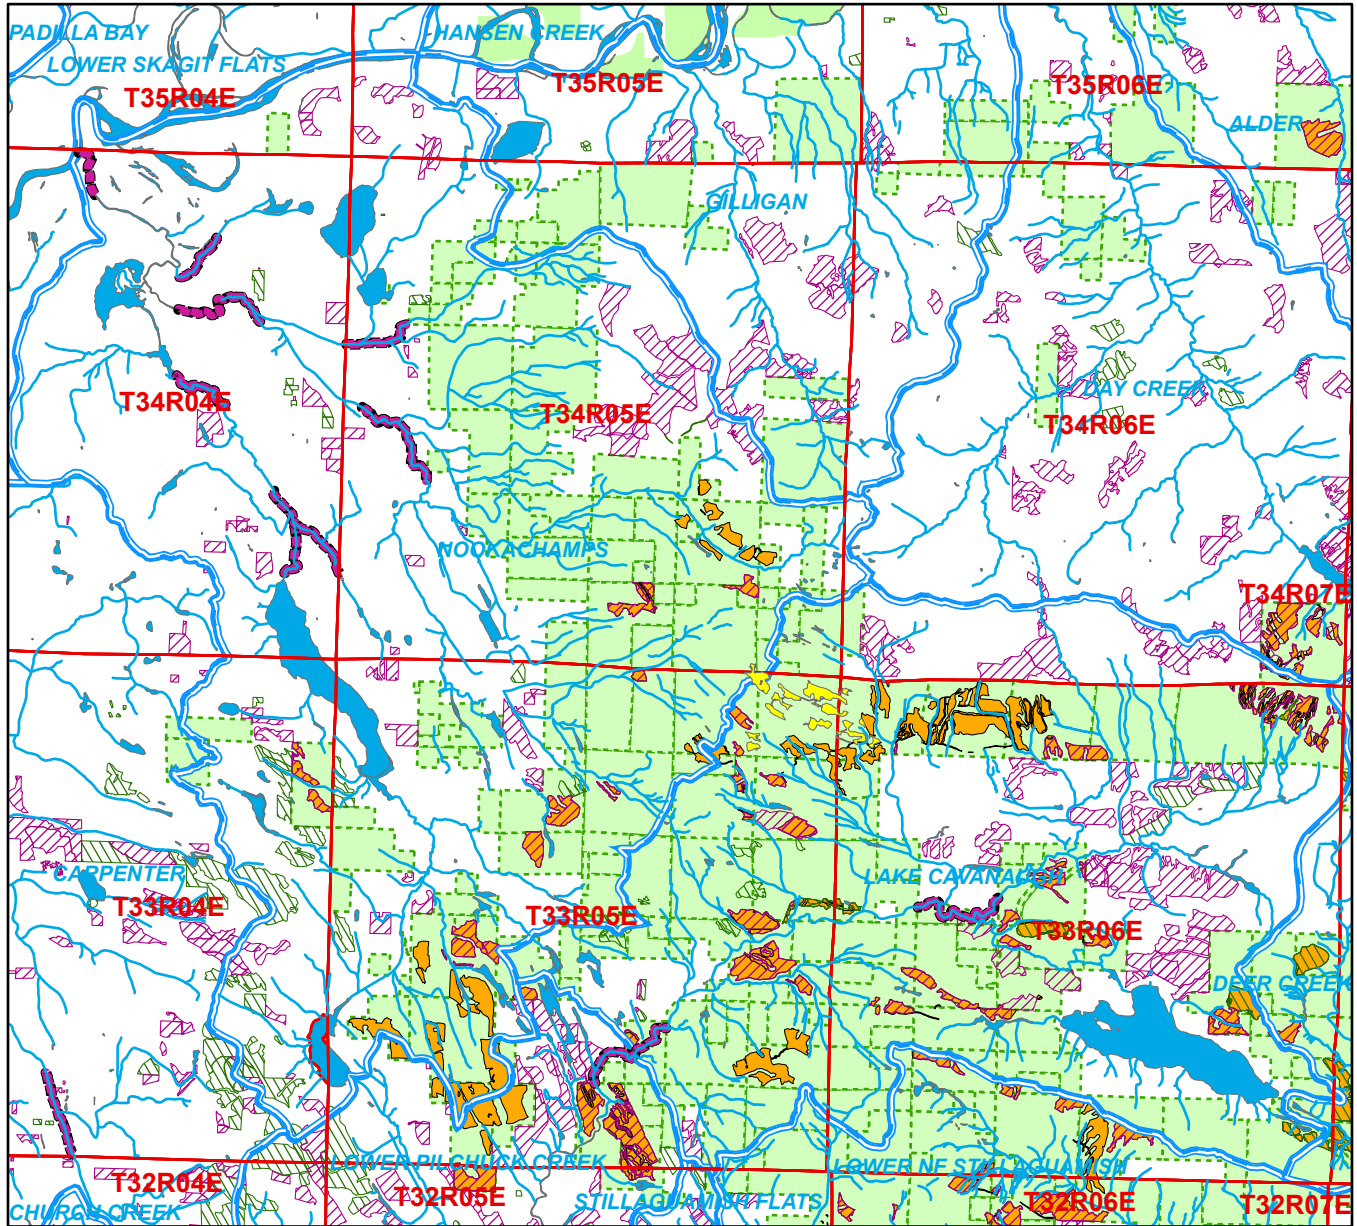 PADILLA BAY
HANSEN CREEK
LOWER SKAGIT FLATS
T35R04E
T35R05E
T35R06E
ALDER
GILLIGAN
DAY CREEK
T34R04E
T34R05E
T34R06E
NOOKACHAMPS
T34R07E
CARPENTER
LAKE CAVANAUGH
T33R04E
T33R05E
T33R06E
DEER CREEK
LOWER PILCHUCK CREEK
LOWER NF STILLAGUAMISH
T32R04E
T32R05E
STILLAGUAMISH FLATS
T32R06E
T32R07E
CHURCH CREEK